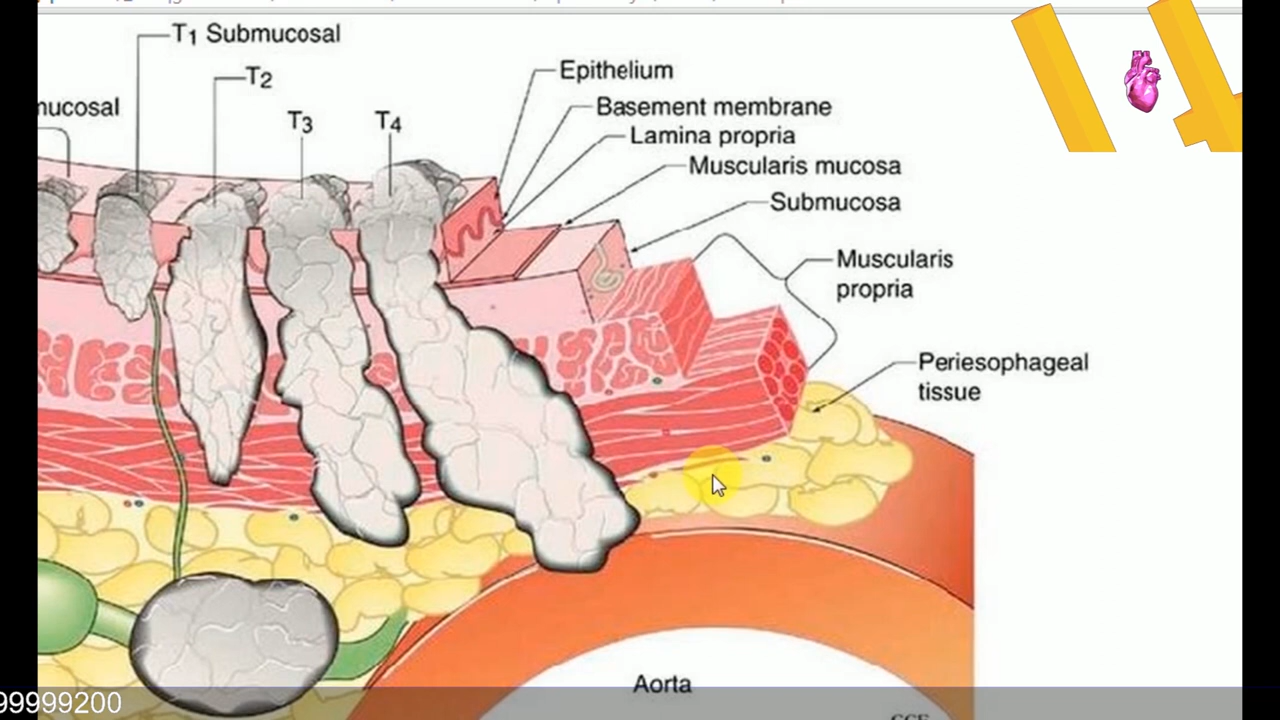 T1 Submucosal
T2
mucosal
T3
T4
Epithelium
Basement membrane
Lamina propria
Muscularis mucosa
Submucosa
Muscularis
propria
Periesophageal
tissue
Aorta
99999200